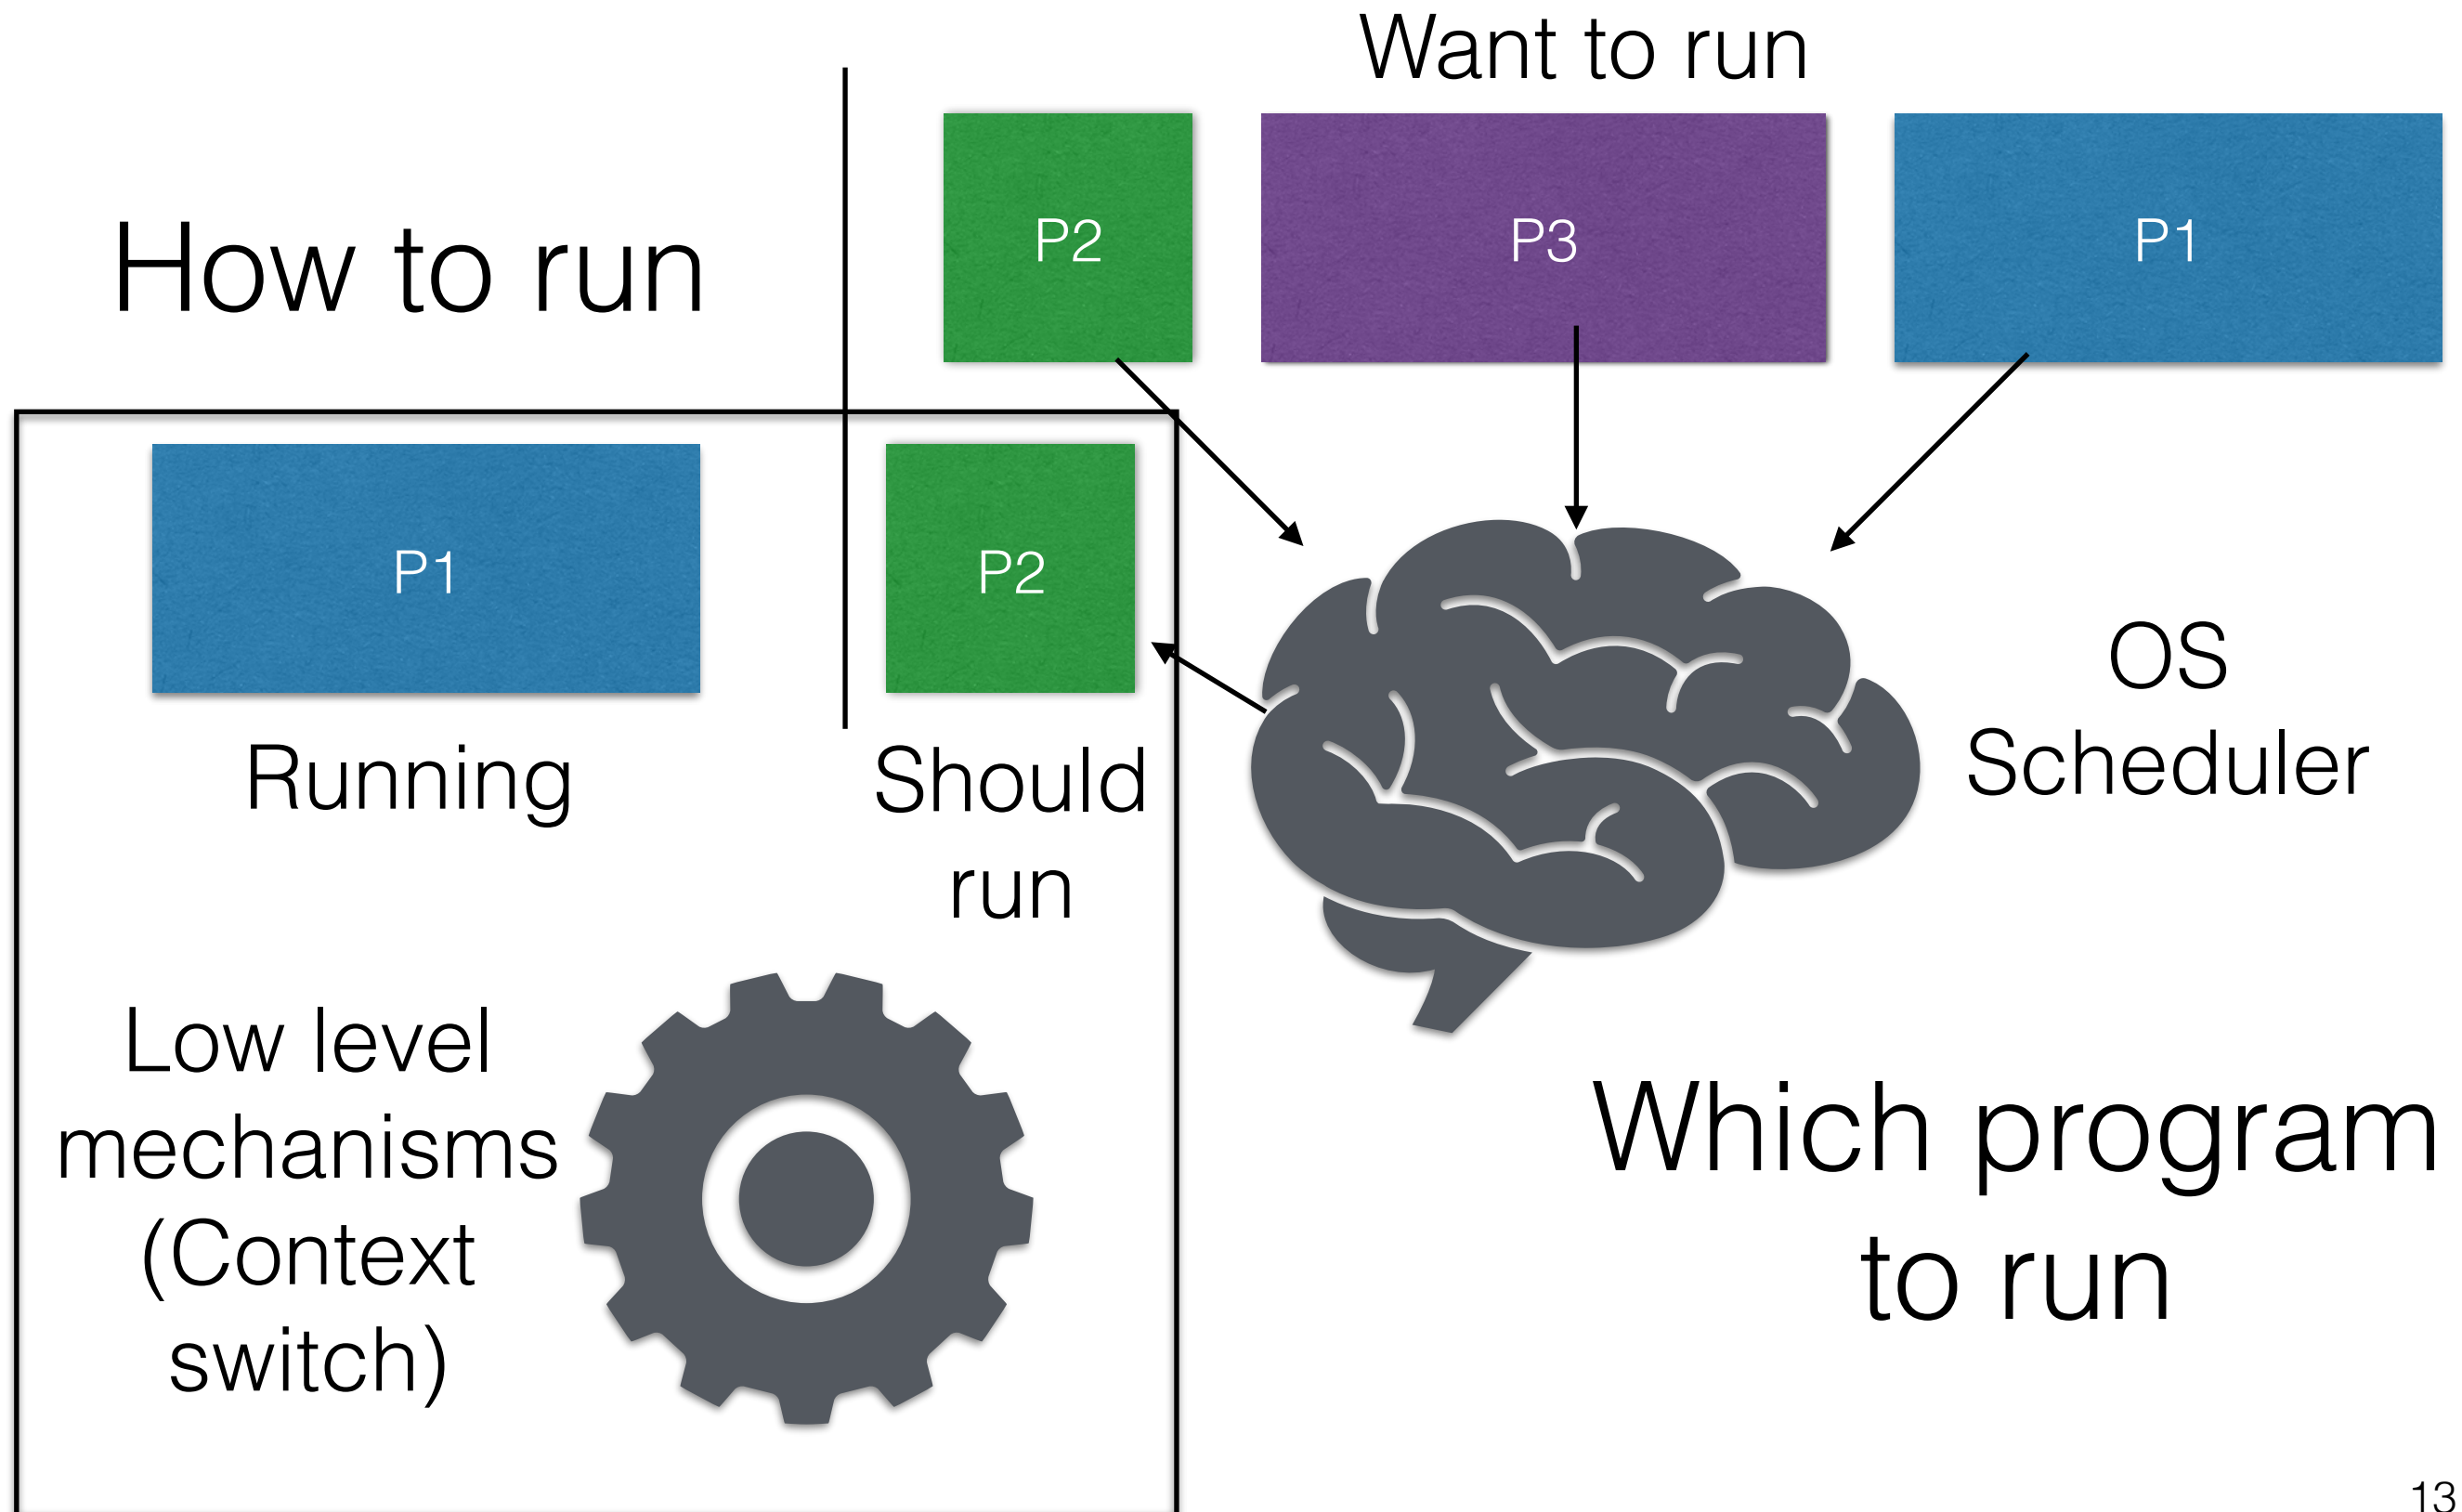 Want to run
P2
P3
P1
How to run
P1
P2
Running
Should
run
OS
Scheduler
Low level
mechanisms
(Context
switch)
Which program
to run
13